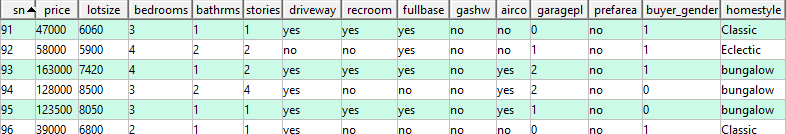 sn price lotsize bedrooms bathrms stories driveway recroom fullbase gashw airco garagepl prefarea buyer_gender homestyle
91 47000 6060 3 1 1 yes yes yes no no 0 no 1 Classic
92 58000 5900 4 2 2 no no yes no no 1 no 1 Eclectic
93 163000 7420 4 1 2 yes yes yes no yes 2 no 1 bungalow
94 128000 8500 3 2 4 yes no no no yes 2 no 0 bungalow
95 123500 8050 3 1 1 yes yes yes no yes 1 no 0 bungalow
96 39000 6800 2 1 1 yes no no no no 0 no 1 Classic